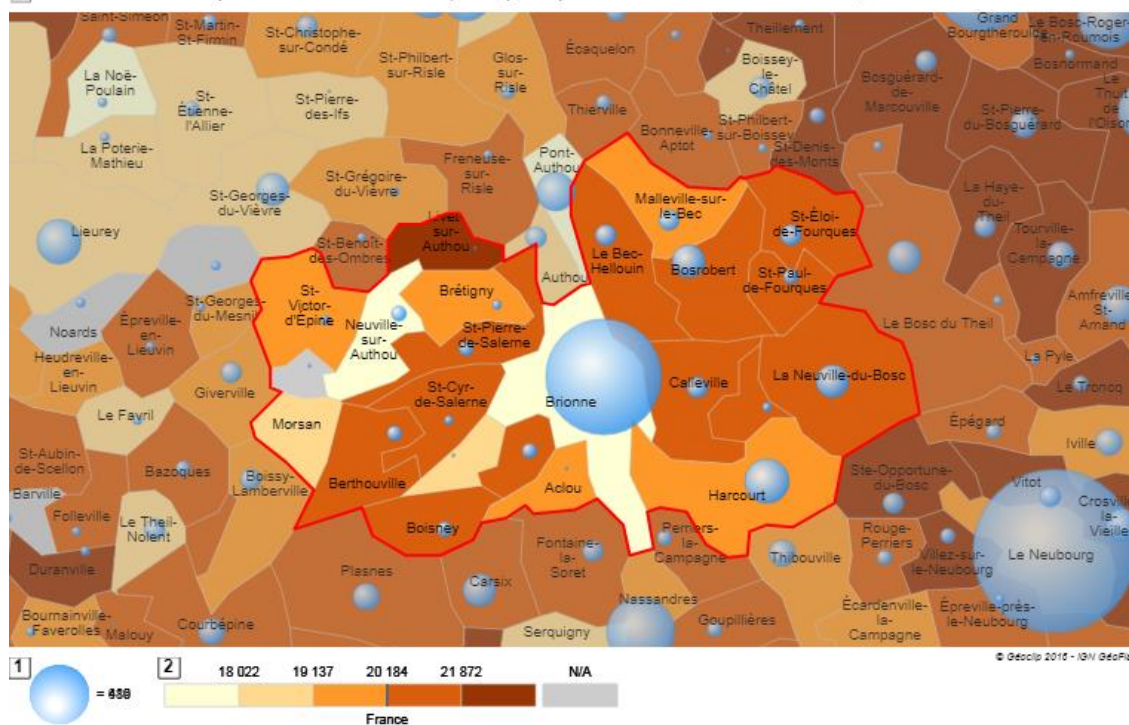 Saint-Siméon
St-Martin-
St-Firmin
St-Christophe-
sur-Condé
St-Philbert-
sur-Risle
Glos-
sur-
Risle
Écaquelon
Theillement
Grand
Bourgtheroulde
Le Bosc-Roger-
en-Roumois
Bosnormand
La Noë-
Poulain
St-
Étienne-
l'Allier
St-Pierre-
des-Ifs
Thierville
Boissey-
le-
Châtel
Bosguérard-
de-
Marcouville
St-Pierre-
du-Bosguérard
Le
Thuit
de
l'Oison
La Poterie-
Mathieu
St-Philbert-
sur-Boissey
Bonneville-
Aptot
St-Denis-
des-Monts
Freneuse-
sur-
Risle
Pont-
Authou
St-Grégoire-
du-Vièvre
St-Georges-
du-Vièvre
Lieurey
Malleville-sur-
le-Bec
St-Éloi-
de-Fourques
La Haye-
du-
Theil
Tourville-
la-
Campagne
Livet-
sur-
Authou
St-Benoît-
des-Ombres
Le Bec-
Hellouin
Bosrobert
St-Paul-
de-Fourques
Authou
St-
Victor-
d'Épine
Brétigny
Neuville-
sur-
Authou
St-Pierre-
de-Salerne
St-Georges-
du-Mesnil
Noards
Épreville-
en-
Lieuvin
Heudreville-
en-
Lieuvin
Le Bosc du Theil
Amfreville-
St-
Amand
La Pyle
Le Troncq
Giverville
St-Cyr-
de-Salerne
Brionne
Calleville
La Neuville-du-Bosc
Le Favril
Morsan
Épégard
Iville
St-Aubin-
de-Scellon
Bazoques
Boissy-
Lamberville
Berthouville
Aclou
Harcourt
Ste-Opportune-
du-Bosc
Vitot
Crosville-
la-
Vieille
Barville
Folleville
Le Theil-
Nolent
Boisney
Fontaine-
la-
Soret
Perriers-
la-
Campagne
Thibouville
Rouge-
Perriers
Villez-sur-
le-Neubourg
Le Neubourg
Duranville
Plasnes
Carsix
Nassandres
Goupillières
Écardenville-
la-
Campagne
Épreville-près-
le-Neubourg
Bournainville-
Faverolles
Malouy
Courbépine
Serquigny
© Géoclip 2016 - IGN GéoFla
1
2
18 022
19 137
20 184
21 872
N/A
France